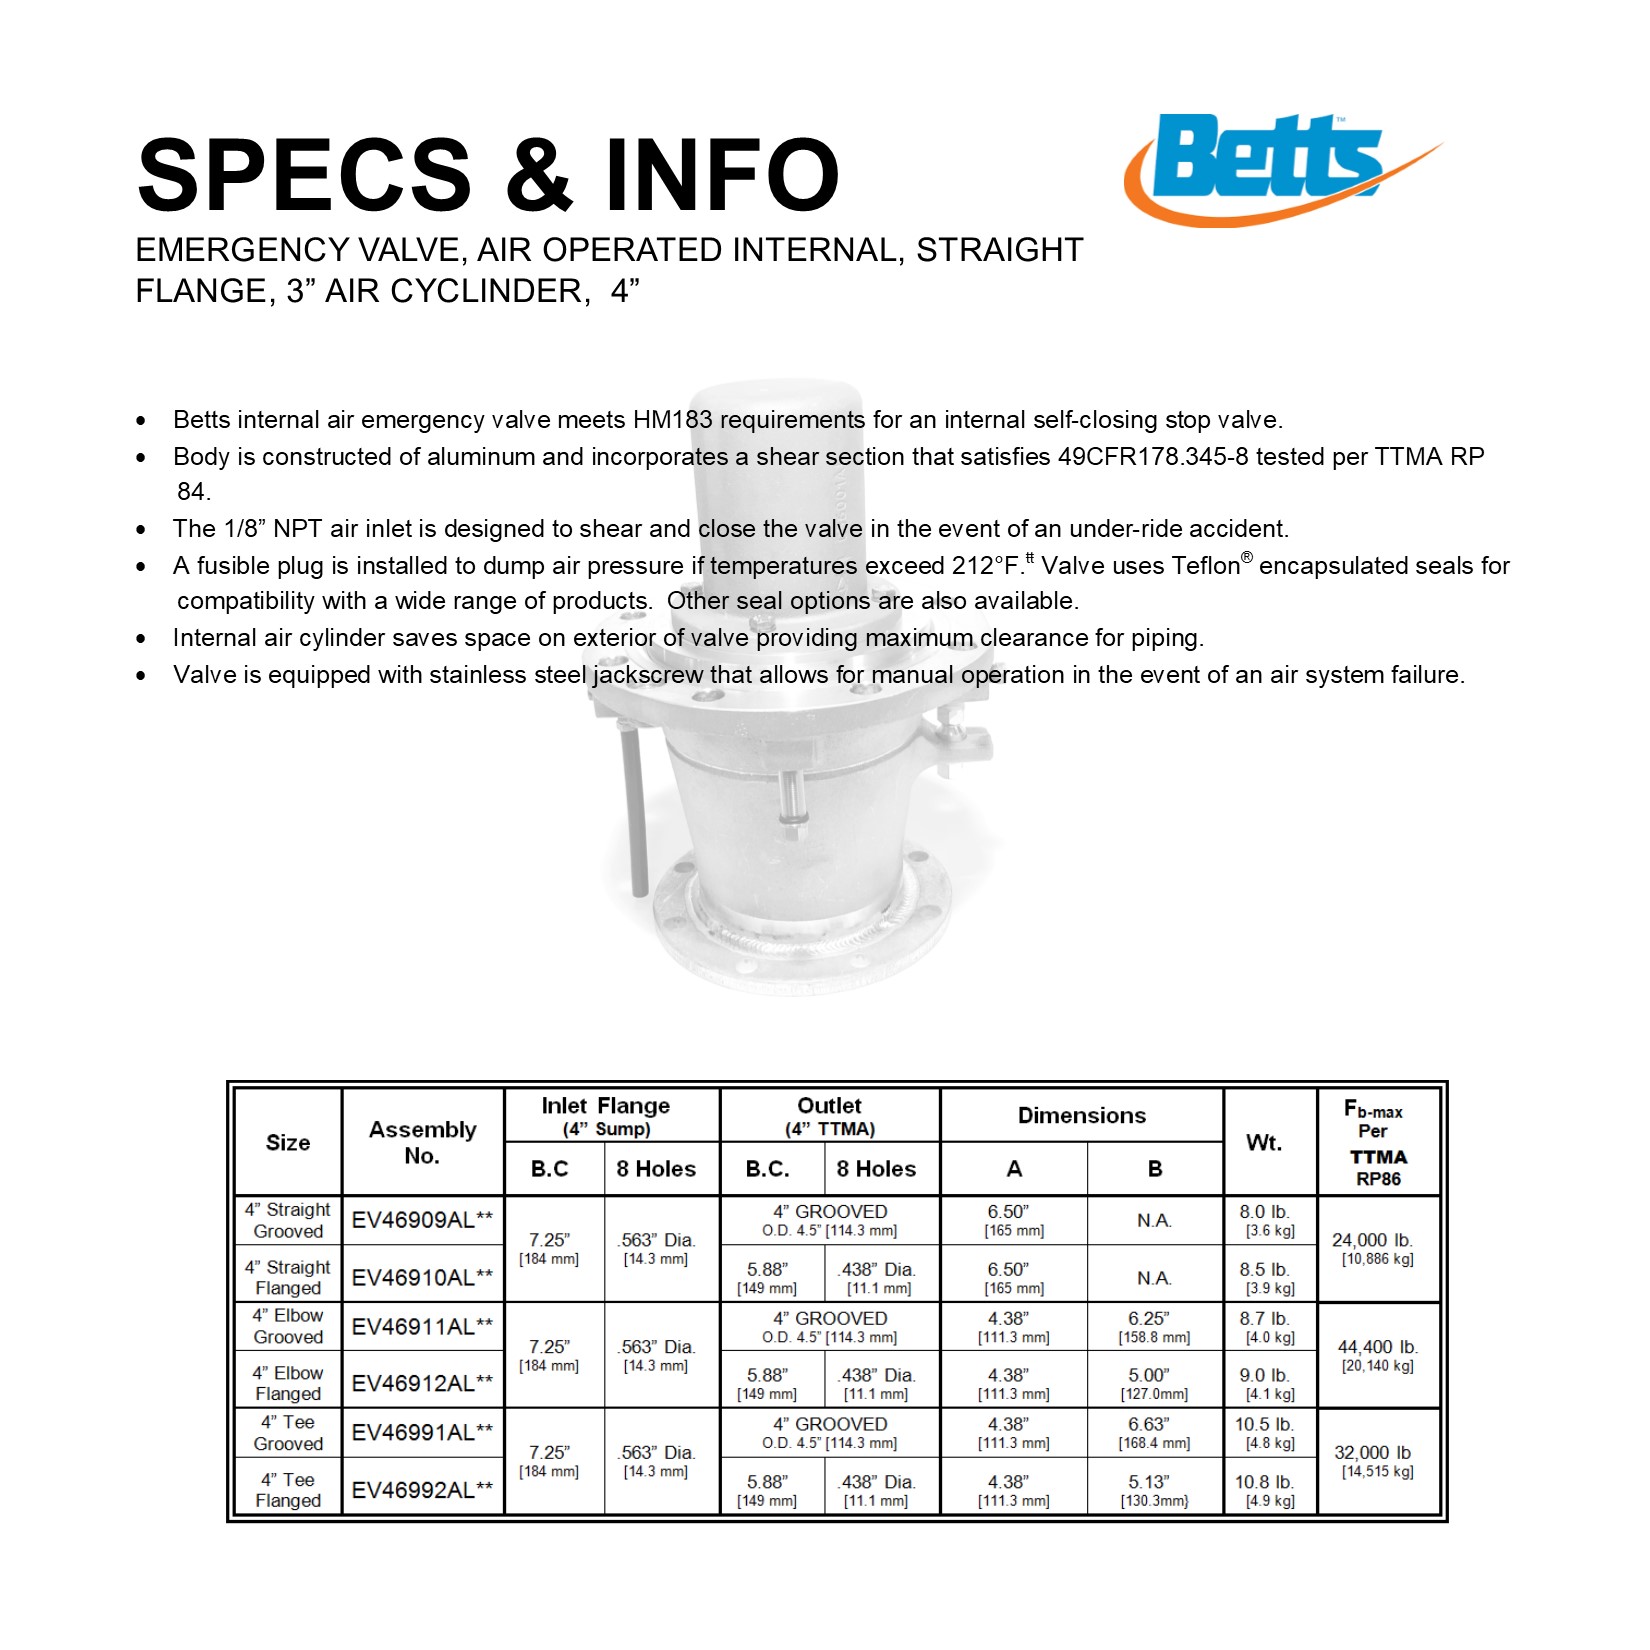 Betts™
SPECS & INFO
EMERGENCY VALVE, AIR OPERATED INTERNAL, STRAIGHT
FLANGE, 3” AIR CYCLINDER,  4”
• Betts internal air emergency valve meets HM183 requirements for an internal self-closing stop valve.
• Body is constructed of aluminum and incorporates a shear section that satisfies 49CFR178.345-8 tested per TTMA RP
84.
• The 1/8” NPT air inlet is designed to shear and close the valve in the event of an under-ride accident.
• A fusible plug is installed to dump air pressure if temperatures exceed 212°F.tt Valve uses Teflon® encapsulated seals for
compatibility with a wide range of products.  Other seal options are also available.
• Internal air cylinder saves space on exterior of valve providing maximum clearance for piping.
• Valve is equipped with stainless steel jackscrew that allows for manual operation in the event of an air system failure.
Size Assembly No. Inlet Flange (4” Sump) Outlet (4” TTMA) Dimensions Wt. Fb-max Per TTMA RP86
B.C 8 Holes B.C. 8 Holes A B
4” Straight Grooved EV46909AL** 7.25” [184 mm] .563” Dia. [14.3 mm] 4” GROOVED O.D. 4.5” [114.3 mm] 6.50” [165 mm] N.A. 8.0 lb. [3.6 kg] 24,000 lb. [10,886 kg]
4” Straight Flanged EV46910AL** 5.88” [149 mm] .438” Dia. [11.1 mm] 6.50” [165 mm] N.A. 8.5 lb. [3.9 kg]
4” Elbow Grooved EV46911AL** 7.25” [184 mm] .563” Dia. [14.3 mm] 4” GROOVED O.D. 4.5” [114.3 mm] 4.38” [111.3 mm] 6.25” [158.8 mm] 8.7 lb. [4.0 kg] 44,400 lb. [20,140 kg]
4” Elbow Flanged EV46912AL** 5.88” [149 mm] .438” Dia. [11.1 mm] 4.38” [111.3 mm] 5.00” [127.0mm] 9.0 lb. [4.1 kg]
4” Tee Grooved EV46991AL** 7.25” [184 mm] .563” Dia. [14.3 mm] 4” GROOVED O.D. 4.5” [114.3 mm] 4.38” [111.3 mm] 6.63” [168.4 mm] 10.5 lb. [4.8 kg] 32,000 lb [14,515 kg]
4” Tee Flanged EV46992AL** 5.88” [149 mm] .438” Dia. [11.1 mm] 4.38” [111.3 mm] 5.13” [130.3mm} 10.8 lb. [4.9 kg]